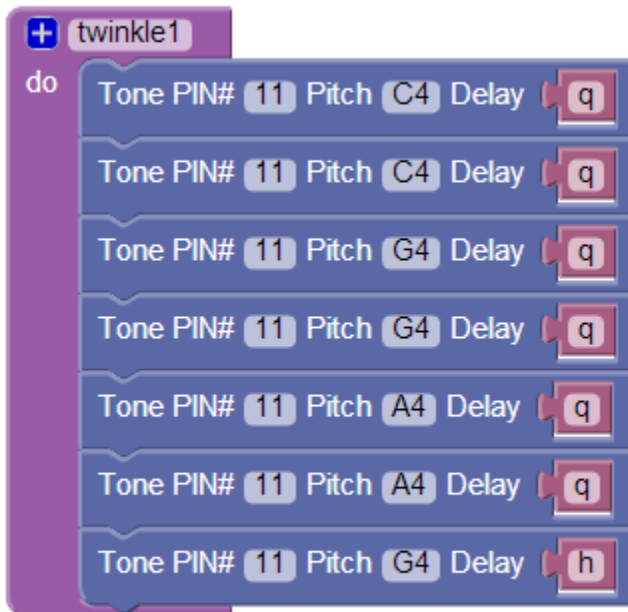 + twinkle1
do Tone PIN# 11 Pitch C4 Delay q
Tone PIN# 11 Pitch C4 Delay q
Tone PIN# 11 Pitch G4 Delay q
Tone PIN# 11 Pitch G4 Delay q
Tone PIN# 11 Pitch A4 Delay q
Tone PIN# 11 Pitch A4 Delay q
Tone PIN# 11 Pitch G4 Delay h